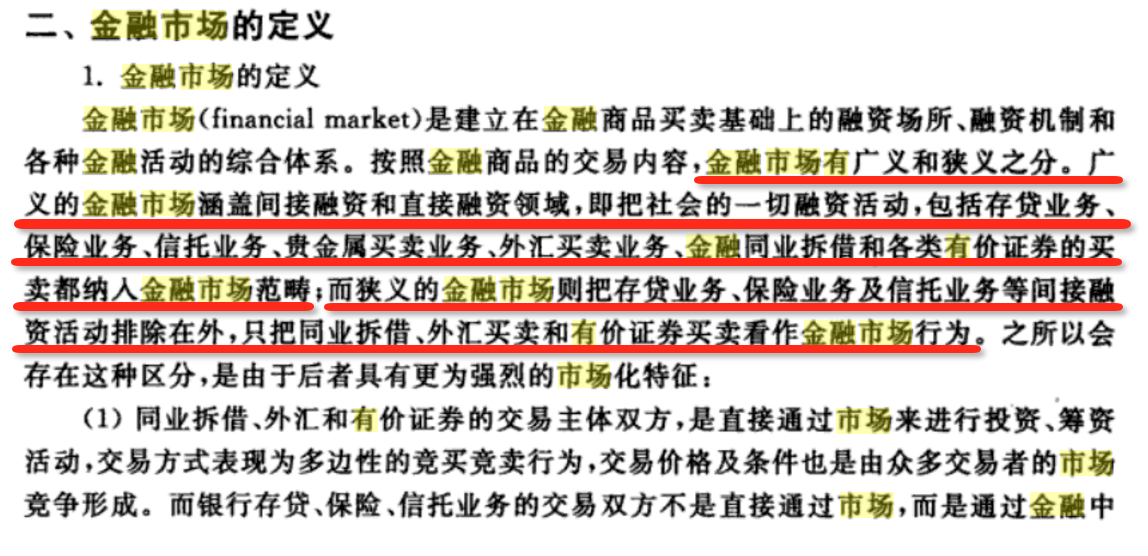 二、金融市场的定义
1. 金融市场的定义
金融市场(financial market)是建立在金融商品买卖基础上的融资场所、融资机制和
各种金融活动的综合体系。按照金融商品的交易内容,金融市场有广义和狭义之分。广
义的金融市场涵盖间接融资和直接融资领域,即把社会的一切融资活动,包括存贷业务、
保险业务、信托业务、贵金属买卖业务、外汇买卖业务、金融同业拆借和各类有价证券的买
卖都纳入金融市场范畴;而狭义的金融市场则把存贷业务、保险业务及信托业务等间接融
资活动排除在外,只把同业拆借、外汇买卖和有价证券买卖看作金融市场行为。之所以会
存在这种区分,是由于后者具有更为强烈的市场化特征:
(1) 同业拆借、外汇和有价证券的交易主体双方,是直接通过市场来进行投资、筹资
活动,交易方式表现为多边性的竞买竞卖行为,交易价格及条件也是由众多交易者的市场
竞争形成。而银行存贷、保险、信托业务的交易双方不是直接通过市场,而是通过金融中